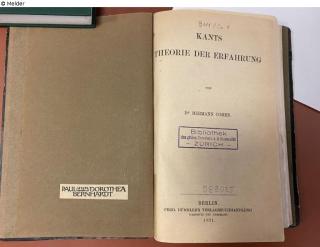 © Melder
KANTS
THEORIE DER ERFAHRUNG
VON
DR HERMANN COHEN.
Bibliothek
ZÜRICH
PAUL UND DOROTHEA
BERNHARDT.
BERLIN,
FERD. DÜMMLER'S VERLAGSBUCHHANDLUNG
1871.